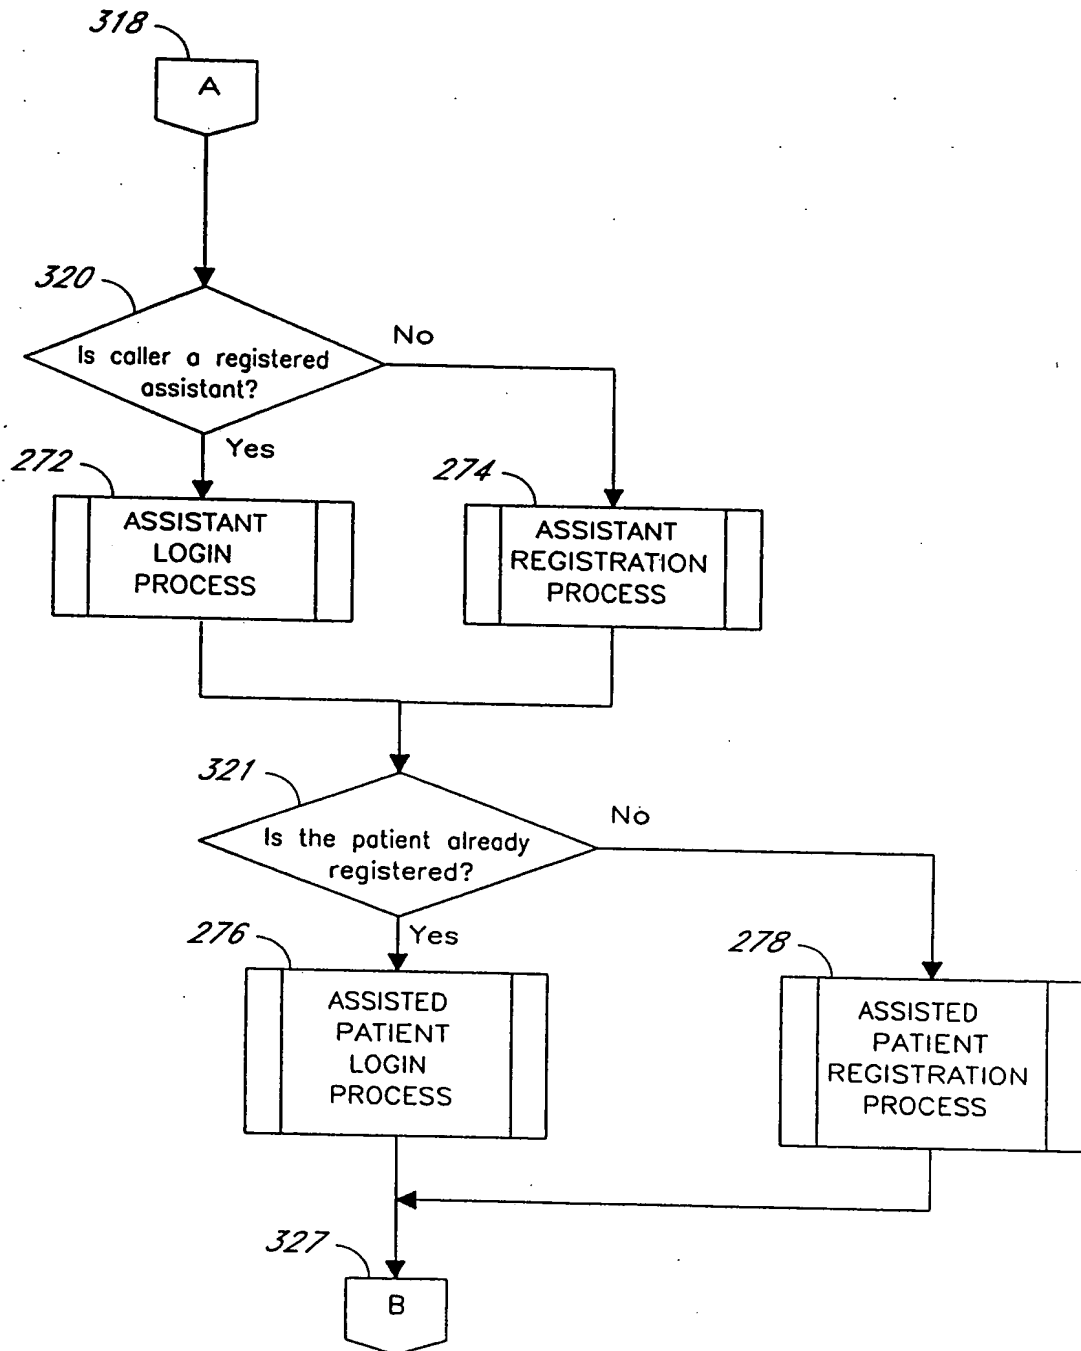 318
A
320
No
Is caller a registered
assistant?
Yes
272
274
ASSISTANT
LOGIN
PROCESS
ASSISTANT
REGISTRATION
PROCESS
321
No
Is the patient already
registered?
Yes
276
278
ASSISTED
PATIENT
LOGIN
PROCESS
ASSISTED
PATIENT
REGISTRATION
PROCESS
327
B